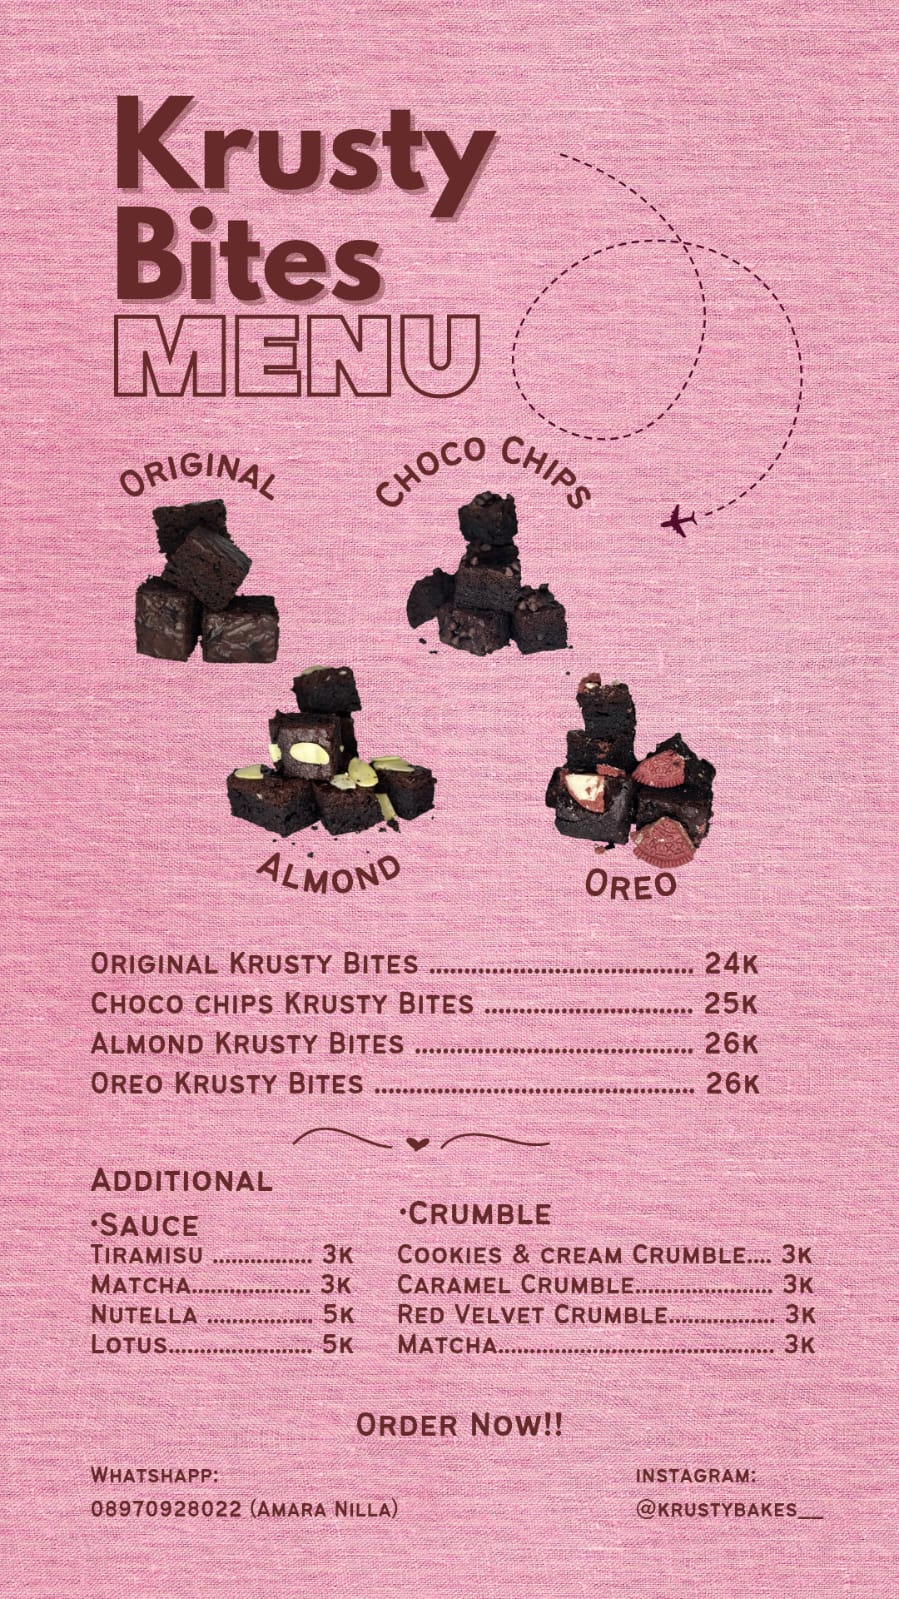 Krusty
Bites
MENU
Original
Choco Chips
Almond
Oreo
Original Krusty Bites ........................................ 24k
Choco chips Krusty Bites ................................ 25k
Almond Krusty Bites .......................................... 26k
Oreo Krusty Bites ................................................ 26k
Additional
•Sauce
Tiramisu ................ 3k
Matcha................... 3k
Nutella ................. 5k
Lotus....................... 5k
•Crumble
Cookies & cream Crumble.... 3k
Caramel Crumble...................... 3k
Red Velvet Crumble................. 3k
Matcha............................................ 3k
Order Now!!
Whatshapp:
08970928022 (Amara Nilla)
instagram:
@krustybakes__